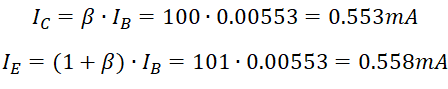 I_C = β · I_B = 100 · 0.00553 = 0.553mA
I_E = (1 + β) · I_B = 101 · 0.00553 = 0.558mA